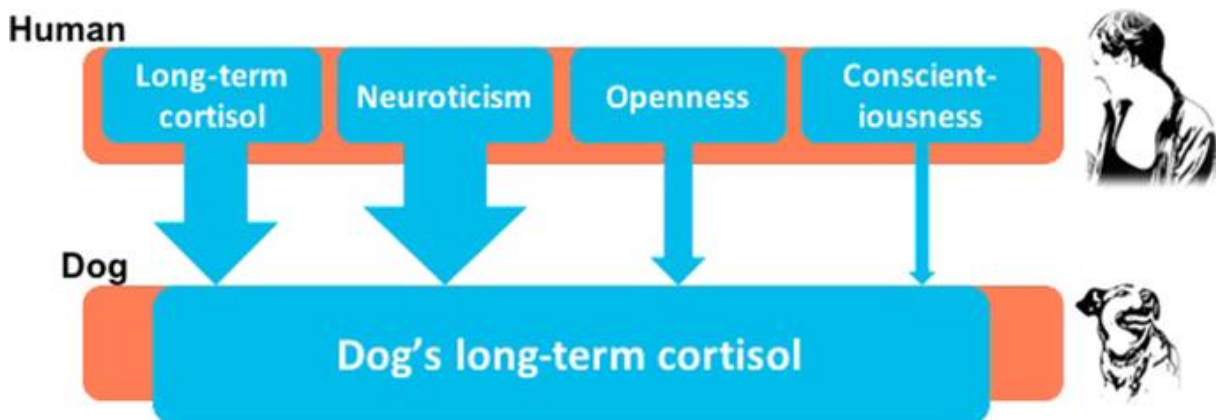 Human
Long-term
cortisol
Neuroticism
Openness
Conscient-
iousness
Dog
Dog’s long-term cortisol